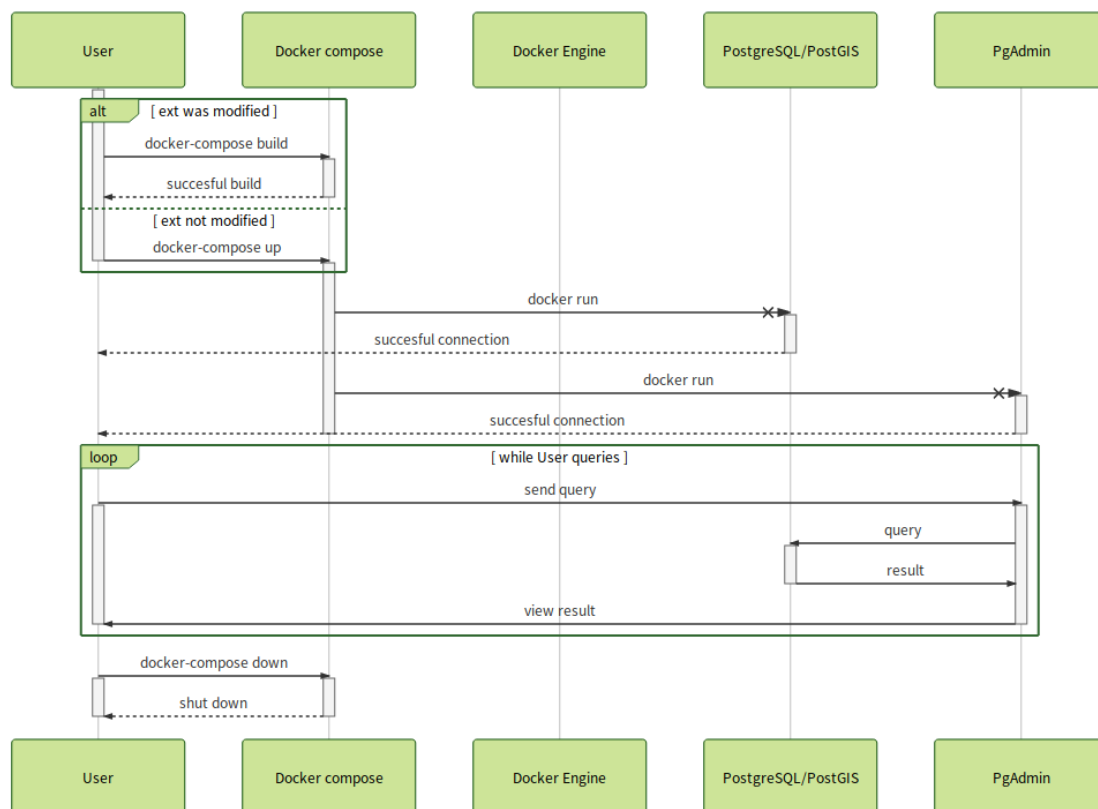 User
Docker compose
Docker Engine
PostgreSQL/PostGIS
PgAdmin
alt
[ ext was modified ]
docker-compose build
succesful build
[ ext not modified ]
docker-compose up
docker run
succesful connection
docker run
succesful connection
loop
[ while User queries ]
send query
query
result
view result
docker-compose down
shut down
User
Docker compose
Docker Engine
PostgreSQL/PostGIS
PgAdmin